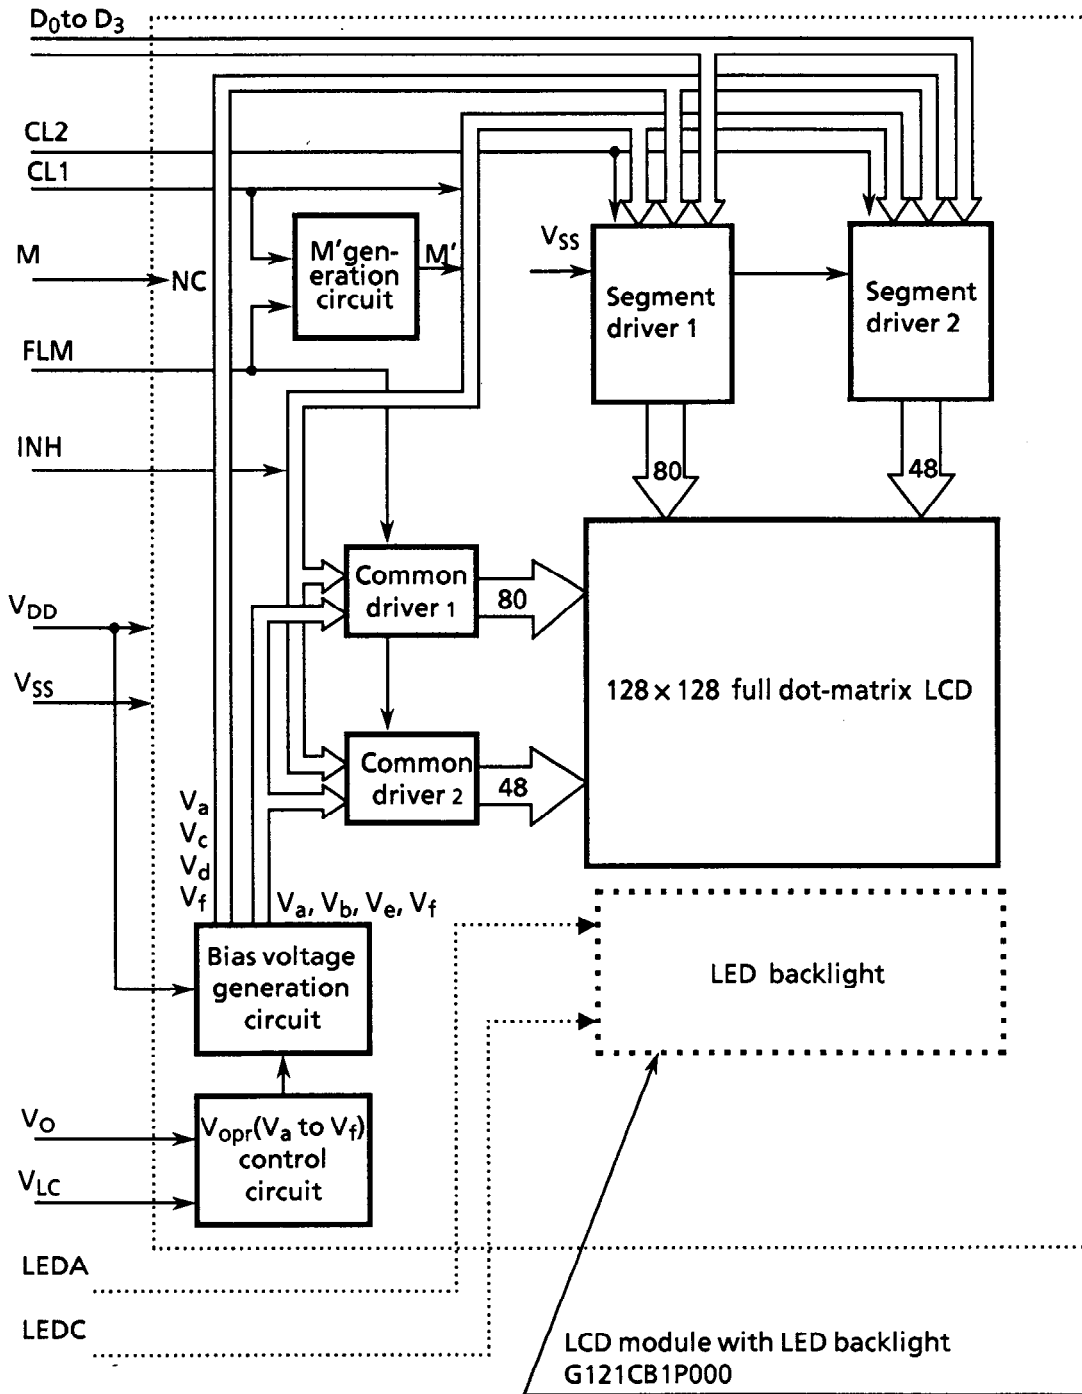 D0 to D3
CL2
CL1
M
NC
FLM
INH
VDD
VSS
M'gen-
eration
circuit
M'
VSS
Segment
driver 1
Segment
driver 2
80
48
Common
driver 1
80
Common
driver 2
48
128 × 128 full dot-matrix LCD
Va
Vc
Vd
Vf
Va, Vb, Ve, Vf
Bias voltage
generation
circuit
LED backlight
VO
VLC
Vopr(Va to Vf)
control
circuit
LEDA
LEDC
LCD module with LED backlight
G121CB1P000